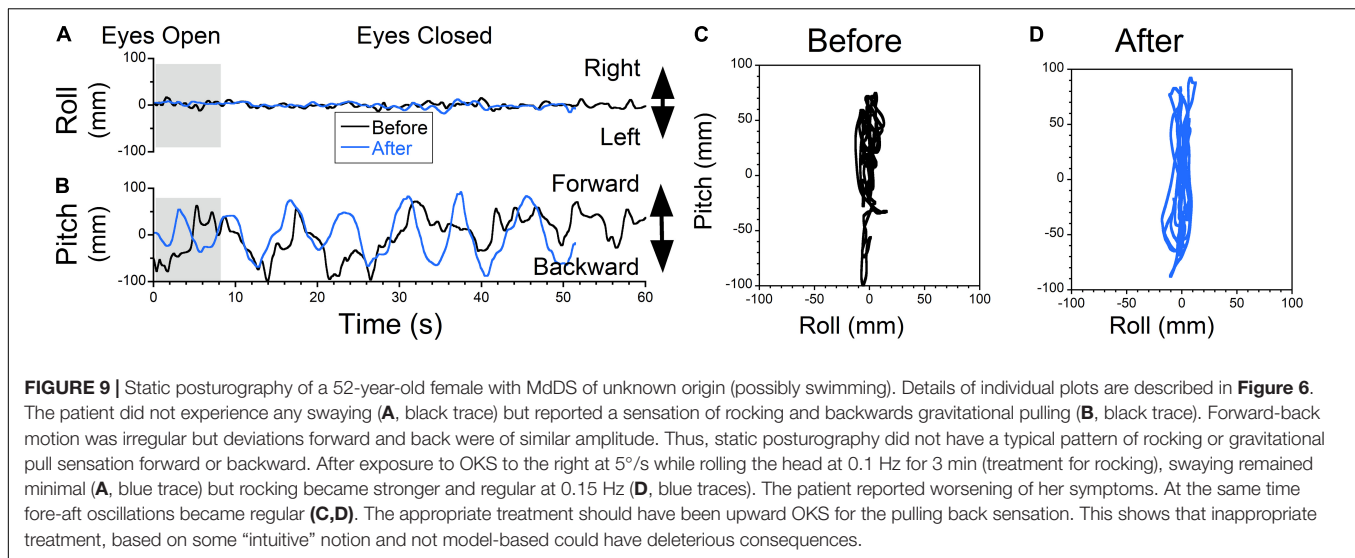 A
Eyes Open
Eyes Closed
Roll
(mm)
100
0
-100
Right
Left
Before
After
B
Pitch
(mm)
100
0
-100
Forward
Backward
0
10
20
30
40
50
60
Time (s)
C
Before
Pitch (mm)
100
50
0
-50
-100
-100
-50
0
50
100
Roll (mm)
D
After
100
50
0
-50
-100
-100
-50
0
50
100
Roll (mm)
FIGURE 9 | Static posturography of a 52-year-old female with MdDS of unknown origin (possibly swimming). Details of individual plots are described in Figure 6.
The patient did not experience any swaying (A, black trace) but reported a sensation of rocking and backwards gravitational pulling (B, black trace). Forward-back
motion was irregular but deviations forward and back were of similar amplitude. Thus, static posturography did not have a typical pattern of rocking or gravitational
pull sensation forward or backward. After exposure to OKS to the right at 5°/s while rolling the head at 0.1 Hz for 3 min (treatment for rocking), swaying remained
minimal (A, blue trace) but rocking became stronger and regular at 0.15 Hz (D, blue traces). The patient reported worsening of her symptoms. At the same time
fore-aft oscillations became regular (C,D). The appropriate treatment should have been upward OKS for the pulling back sensation. This shows that inappropriate
treatment, based on some “intuitive” notion and not model-based could have deleterious consequences.